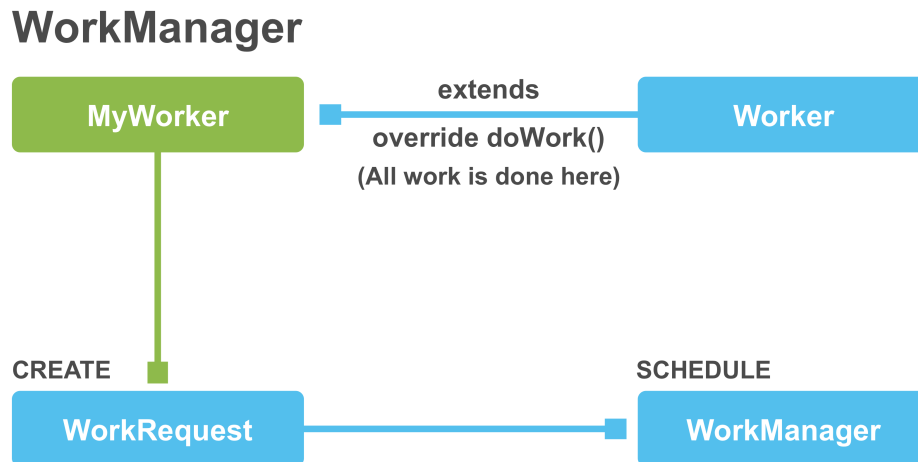 WorkManager
MyWorker
extends
override doWork()
(All work is done here)
Worker
CREATE
WorkRequest
SCHEDULE
WorkManager